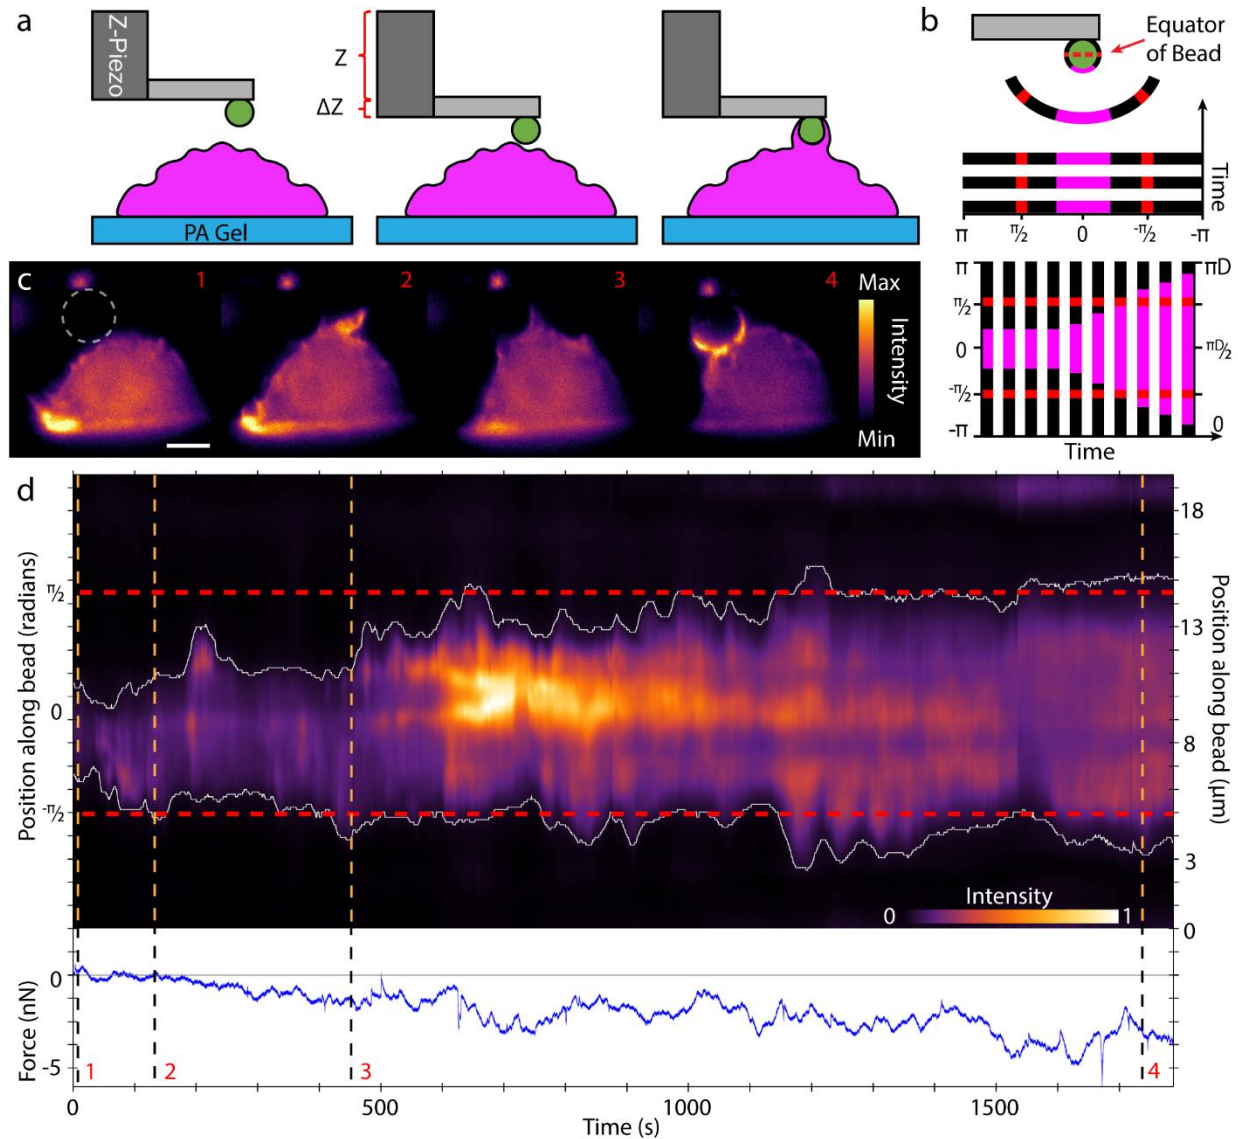 a
Z-Piezo
Z
ΔZ
PA Gel
b
Equator
of Bead
Time
π
π/2
0
-π/2
-π
π
π/2
0
-π/2
-π
πD
πD/2
0
Time
c
1
2
3
4
Max
Intensity
Min
d
Position along bead (radians)
π/2
0
-π/2
18
13
8
3
0
Position along bead (μm)
Intensity
0
1
Force (nN)
0
-5
1
2
3
4
0
500
1000
1500
Time (s)